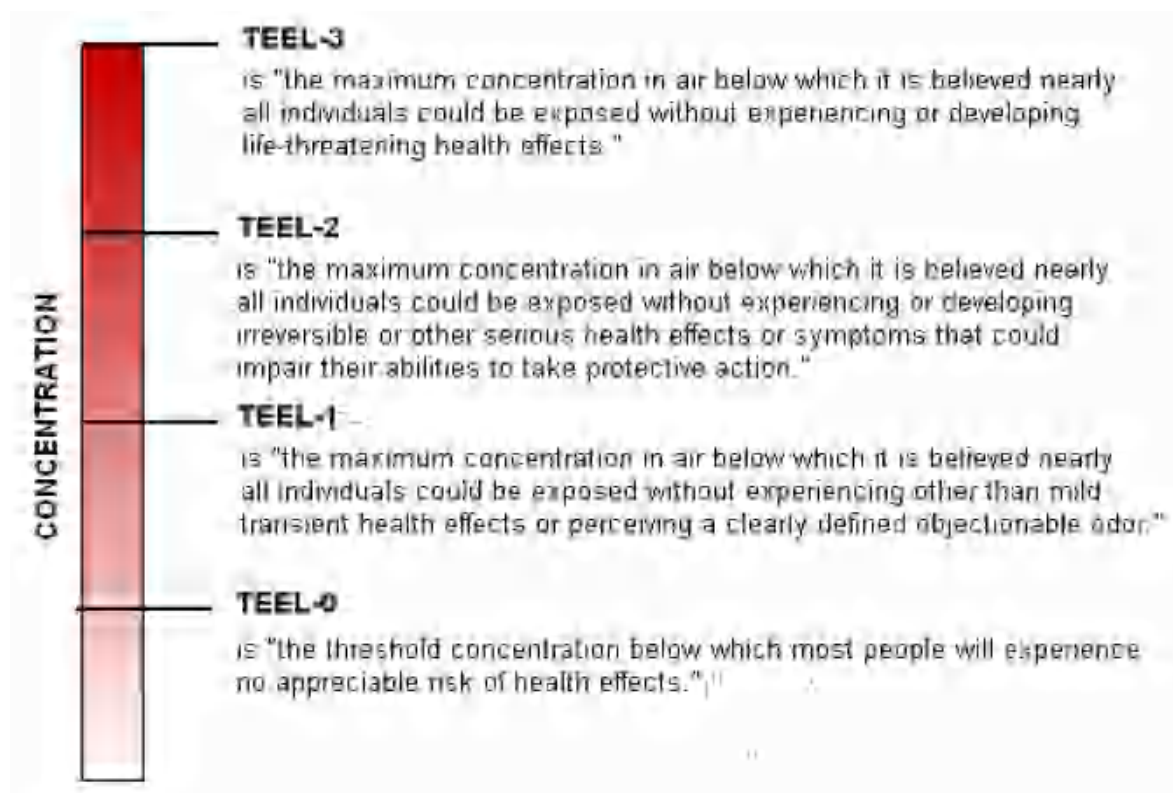 TEEL-3
is "the maximum concentration in air below which it is believed nearly
all individuals could be exposed without experiencing or developing
life-threatening health effects."
TEEL-2
is "the maximum concentration in air below which it is believed nearly
all individuals could be exposed without experiencing or developing
irreversible or other serious health effects or symptoms that could
impair their abilities to take protective action."
CONCENTRATION
TEEL-1
is "the maximum concentration in air below which it is believed nearly
all individuals could be exposed without experiencing other than mild
transient health effects or perceiving a clearly defined objectionable odor."
TEEL-0
is "the threshold concentration below which most people will experience
no appreciable risk of health effects."